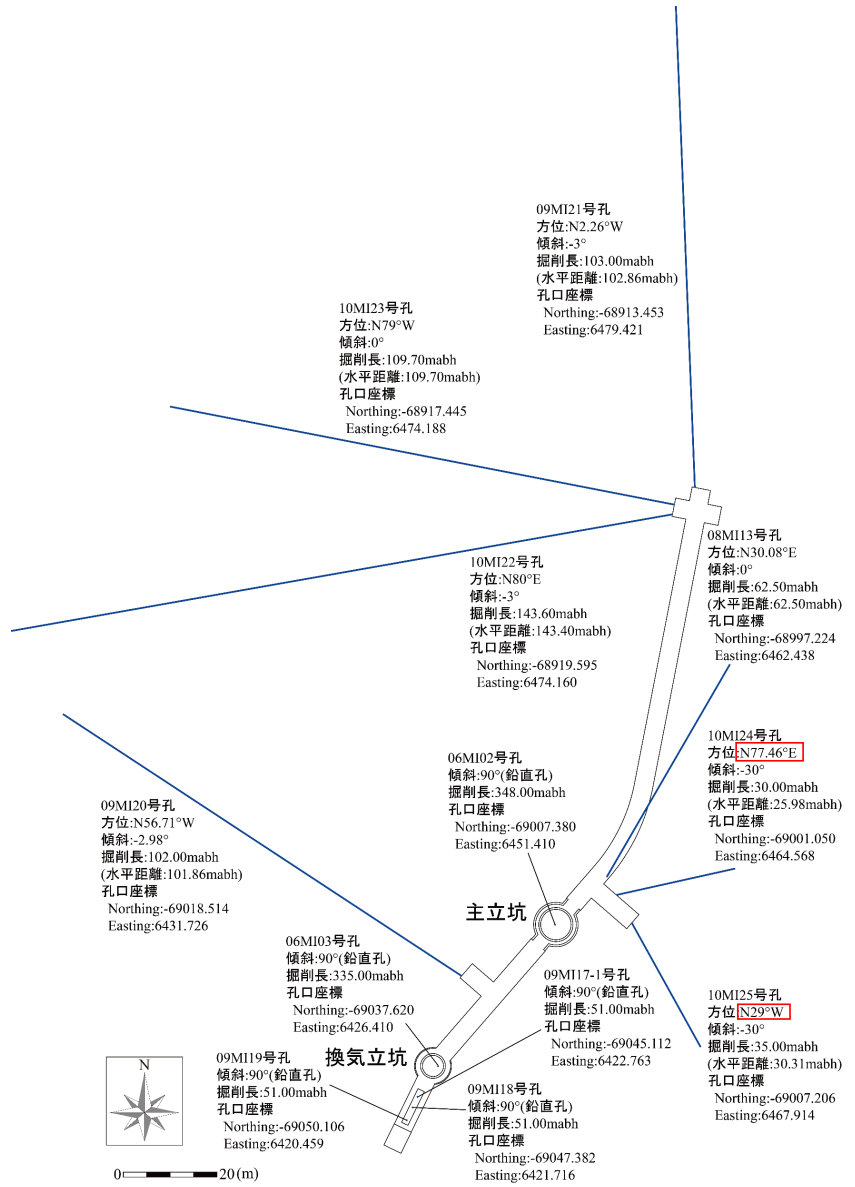 09MI21号孔
方位:N2.26°W
傾斜:-3°
掘削長:103.00mabh
(水平距離:102.86mabh)
孔口座標
Northing:-68913.453
Easting:6479.421
10MI23号孔
方位:N79°W
傾斜:0°
掘削長:109.70mabh
(水平距離:109.70mabh)
孔口座標
Northing:-68917.445
Easting:6474.188
08MI13号孔
方位:N30.08°E
傾斜:0°
掘削長:62.50mabh
(水平距離:62.50mabh)
孔口座標
Northing:-68997.224
Easting:6462.438
10MI22号孔
方位:N80°E
傾斜:-3°
掘削長:143.60mabh
(水平距離:143.40mabh)
孔口座標
Northing:-68919.595
Easting:6474.160
10MI24号孔
方位:N77.46°E
傾斜:-30°
掘削長:30.00mabh
(水平距離:25.98mabh)
孔口座標
Northing:-69001.050
Easting:6464.568
06MI02号孔
傾斜:90°(鉛直孔)
掘削長:348.00mabh
孔口座標
Northing:-69007.380
Easting:6451.410
09MI20号孔
方位:N56.71°W
傾斜:-2.98°
掘削長:102.00mabh
(水平距離:101.86mabh)
孔口座標
Northing:-69018.514
Easting:6431.726
主立坑
06MI03号孔
傾斜:90°(鉛直孔)
掘削長:335.00mabh
孔口座標
Northing:-69037.620
Easting:6426.410
09MI17-1号孔
傾斜:90°(鉛直孔)
掘削長:51.00mabh
孔口座標
Northing:-69045.112
Easting:6422.763
10MI25号孔
方位:N29°W
傾斜:-30°
掘削長:35.00mabh
(水平距離:30.31mabh)
孔口座標
Northing:-69007.206
Easting:6467.914
換気立坑
09MI19号孔
傾斜:90°(鉛直孔)
掘削長:51.00mabh
孔口座標
Northing:-69050.106
Easting:6420.459
09MI18号孔
傾斜:90°(鉛直孔)
掘削長:51.00mabh
孔口座標
Northing:-69047.382
Easting:6421.716
N
0 20(m)